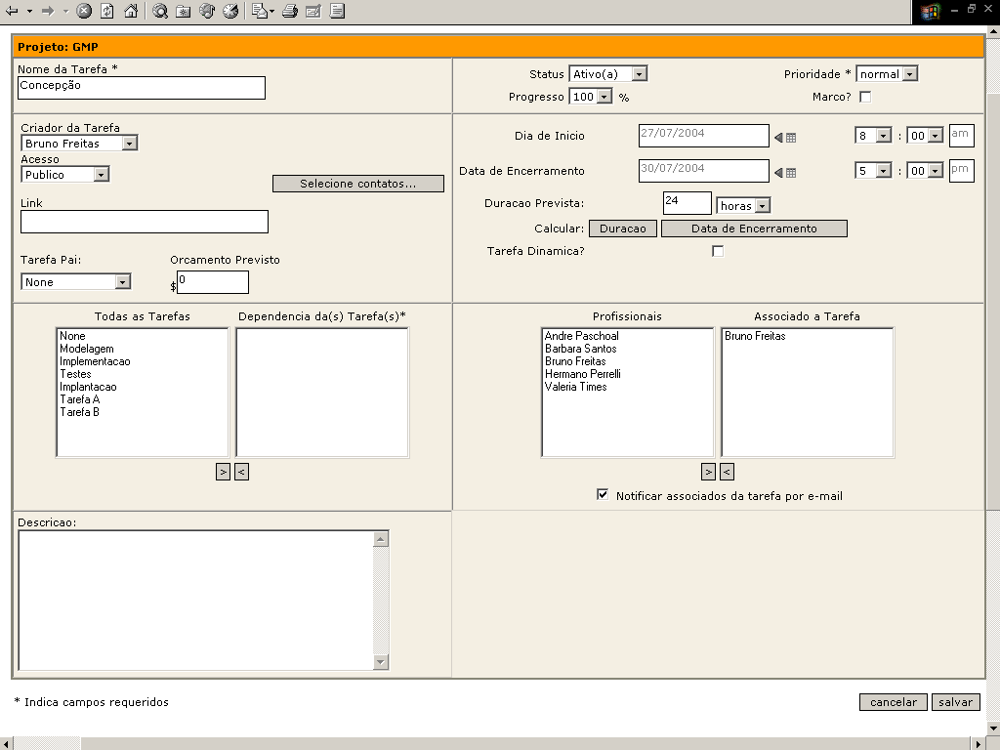 Projeto: GMP
Nome da Tarefa *
Concepção
Status Ativo(a)
Prioridade * normal
Progresso 100 %
Marco?
Criador da Tarefa
Bruno Freitas
Acesso
Publico
Selecione contatos...
Link
Tarefa Pai:
None
Orcamento Previsto
$ 0
Dia de Inicio 27/07/2004 8 : 00 am
Data de Encerramento 30/07/2004 5 : 00 pm
Duracao Prevista: 24 horas
Calcular: Duracao Data de Encerramento
Tarefa Dinamica?
Todas as Tarefas
None
Modelagem
Implementacao
Testes
Implantacao
Tarefa A
Tarefa B
Dependencia da(s) Tarefa(s)*
> <
Profissionais
Andre Paschoal
Barbara Santos
Bruno Freitas
Hermano Perrelli
Valeria Times
Associado a Tarefa
Bruno Freitas
> <
Notificar associados da tarefa por e-mail
Descricao:
* Indica campos requeridos
cancelar salvar